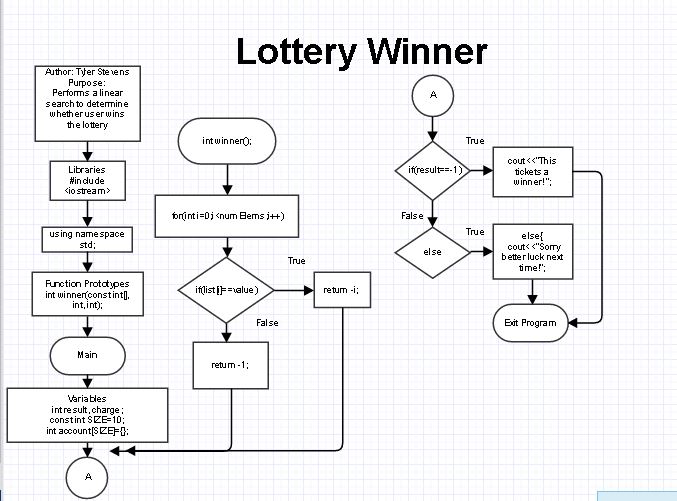 Lottery Winner
Author: Tyler Stevens
Purpose:
Performs a linear
search to determine
whether user wins
the lottery
Libraries
#include
<iostream>
using namespace
std;
Function Prototypes
int winner(const int[],
int, int);
Main
Variables
int result, charge;
const int SIZE=10;
int account[SIZE]={};
A
int winner();
for(int i=0;i <numElems;i++)
if(list[i]==value)
True
return -i;
False
return -1;
A
if(result==-1)
True
cout<<"This
tickets a
winner!";
False
else
True
else{
cout<<"Sorry
better luck next
time!";
Exit Program